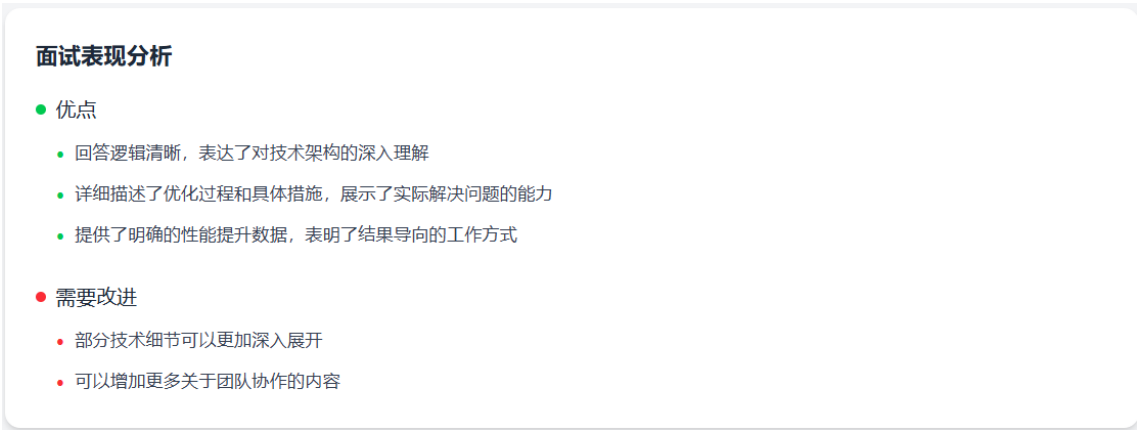 面试表现分析
优点
回答逻辑清晰，表达了对技术架构的深入理解
详细描述了优化过程和具体措施，展示了实际解决问题的能力
提供了明确的性能提升数据，表明了结果导向的工作方式
需要改进
部分技术细节可以更加深入展开
可以增加更多关于团队协作的内容